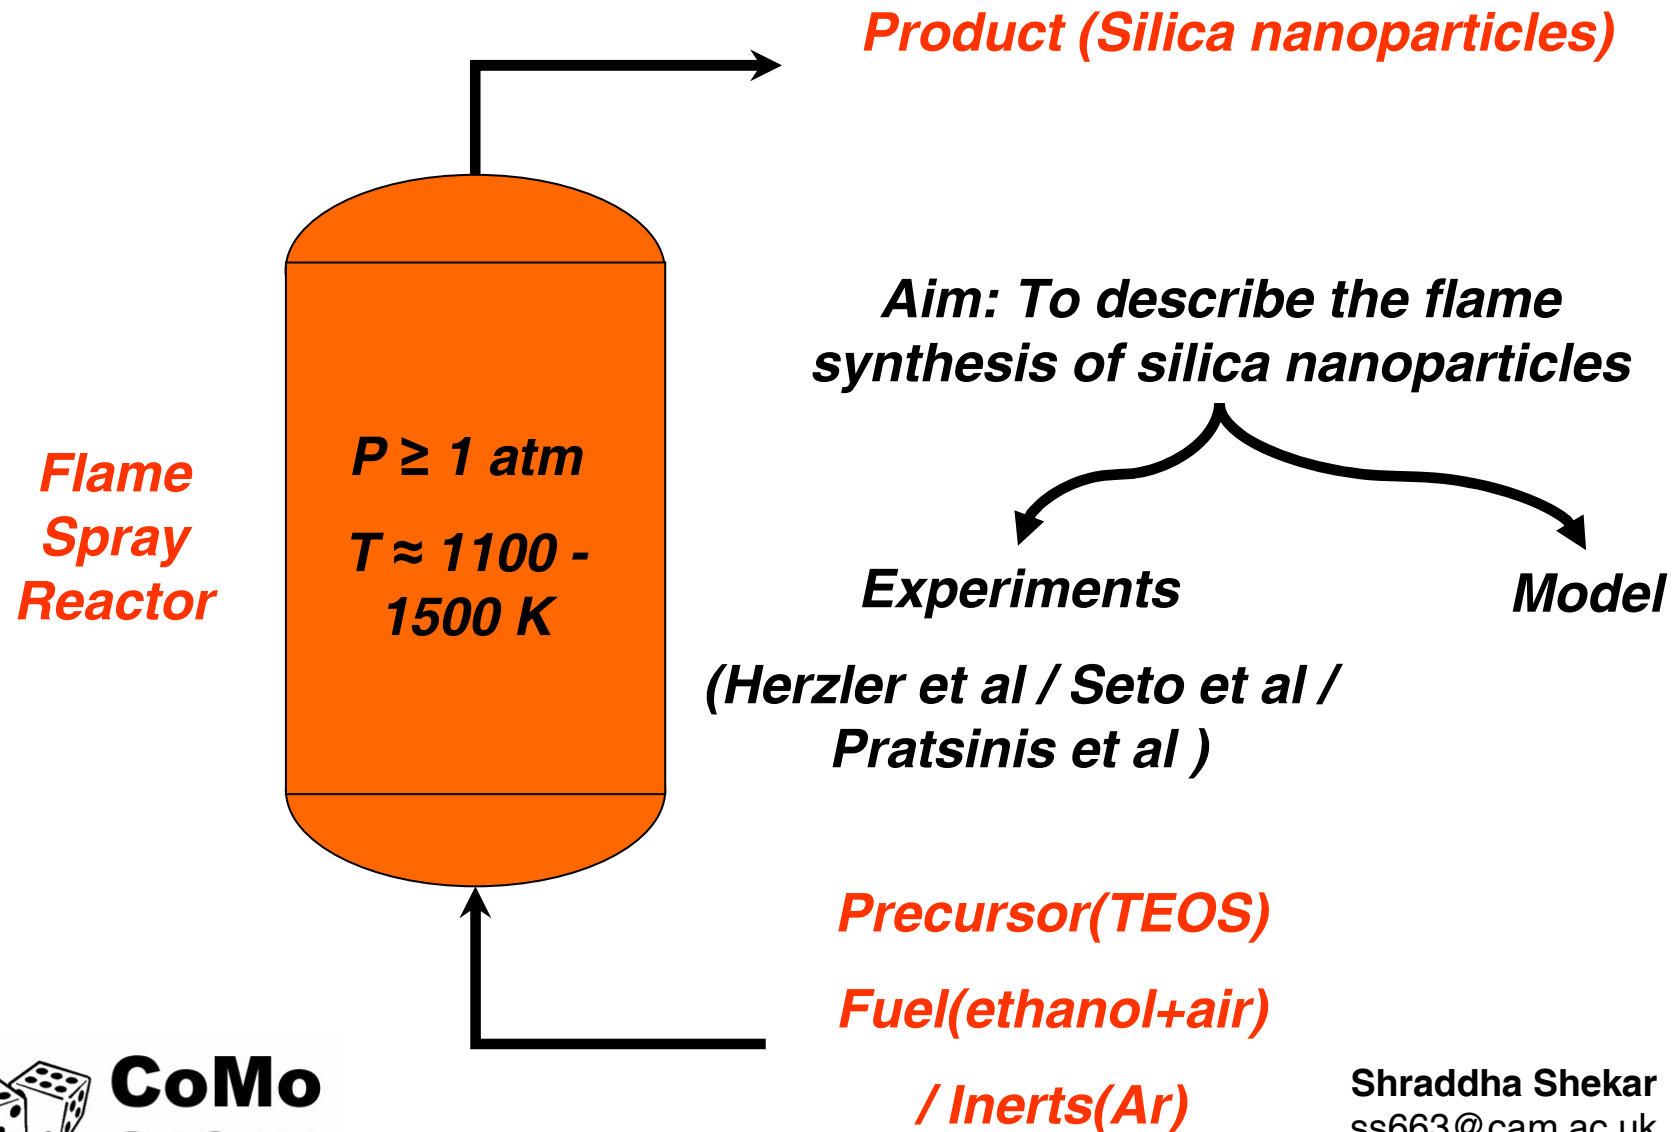 Product (Silica nanoparticles)
Aim: To describe the flame
synthesis of silica nanoparticles
Flame
Spray
Reactor
P ≥ 1 atm
T ≈ 1100 -
1500 K
Experiments
Model
(Herzler et al / Seto et al /
Pratsinis et al )
Precursor(TEOS)
Fuel(ethanol+air)
/ Inerts(Ar)
CoMo
Shraddha Shekar
ss663@cam.ac.uk